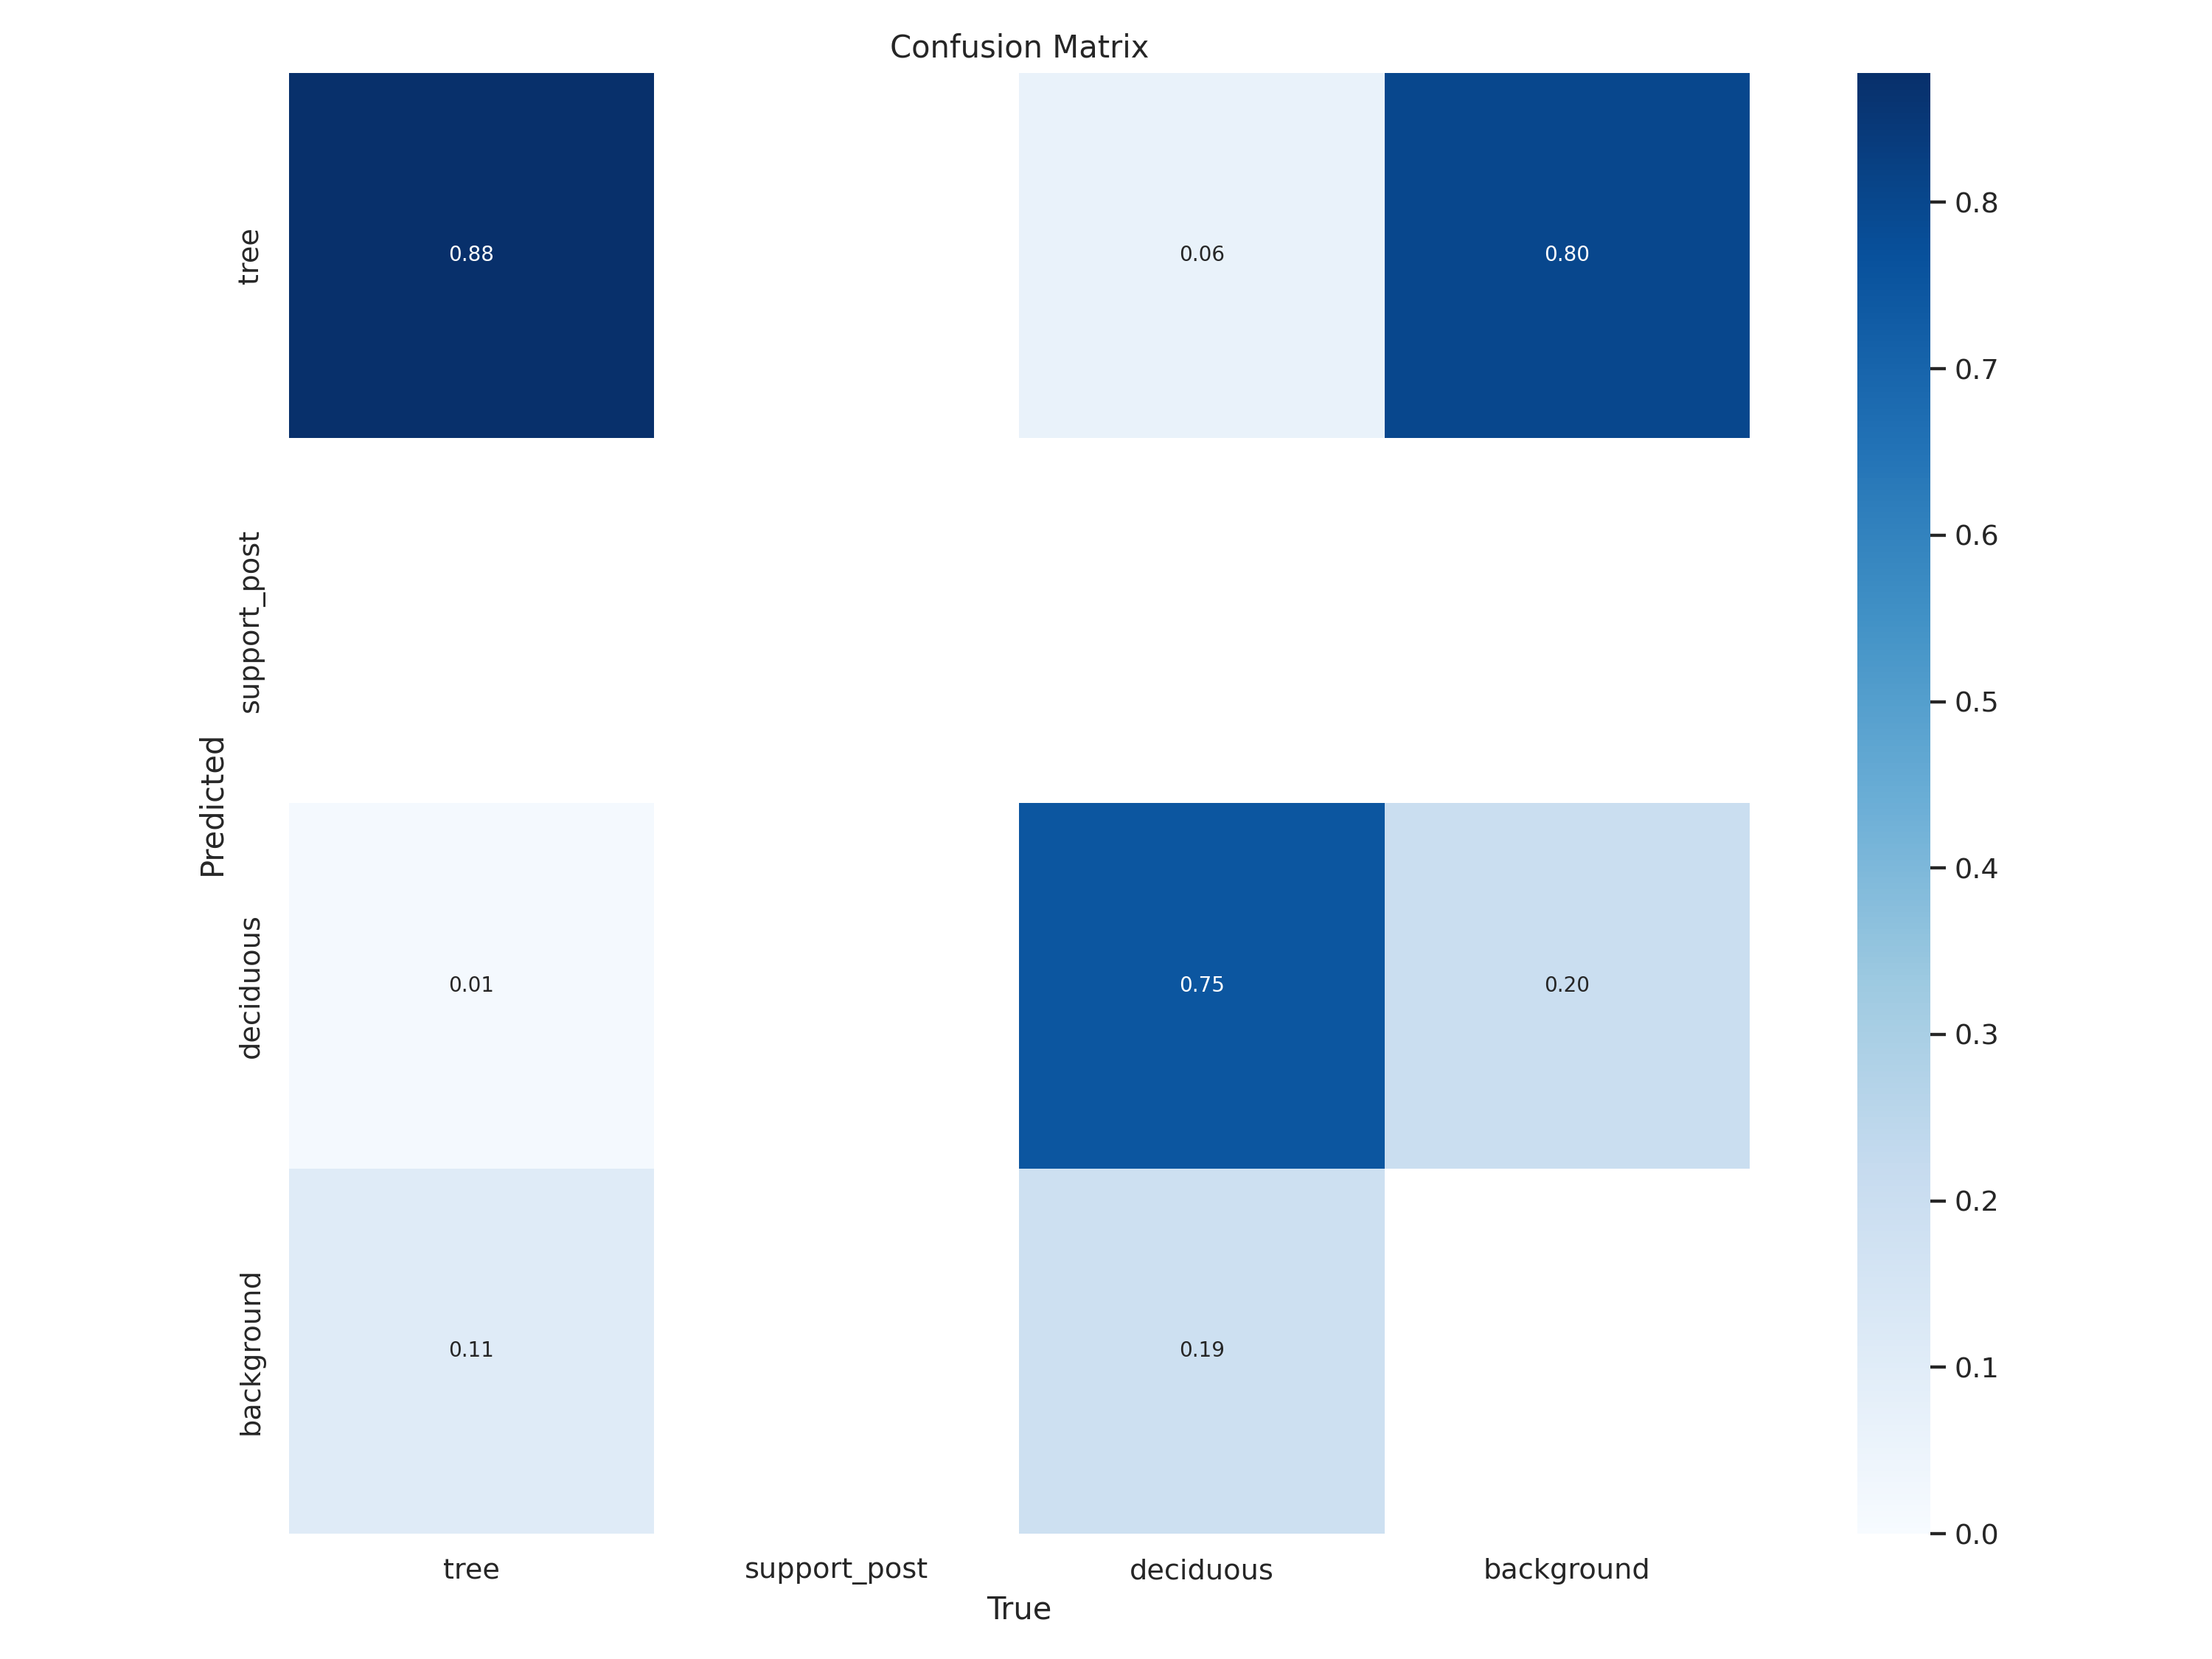 Confusion Matrix
tree
0.88
0.06
0.80
support_post
Predicted
deciduous
0.01
0.75
0.20
background
0.11
0.19
tree
support_post
deciduous
background
True
0.8
0.7
0.6
0.5
0.4
0.3
0.2
0.1
0.0